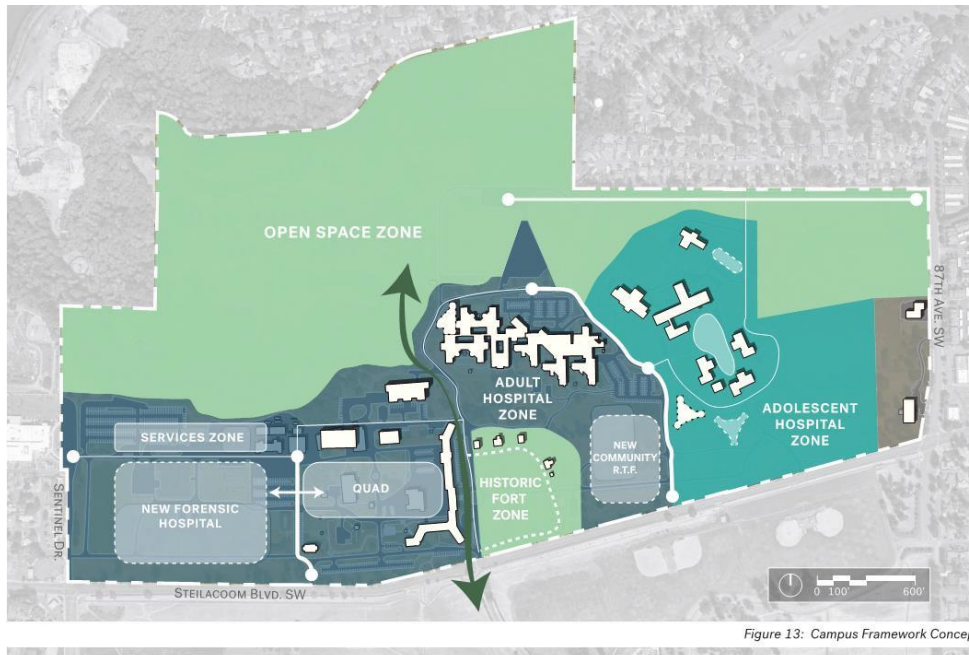 OPEN SPACE ZONE
87TH AVE. SW
ADULT
HOSPITAL
ZONE
ADOLESCENT
HOSPITAL
ZONE
SERVICES ZONE
NEW
COMMUNITY
R.T.F.
QUAD
HISTORIC
FORT
ZONE
NEW FORENSIC
HOSPITAL
SENTINEL DR.
STEILACOOM BLVD. SW
0 100' 600'
Figure 13: Campus Framework Concep